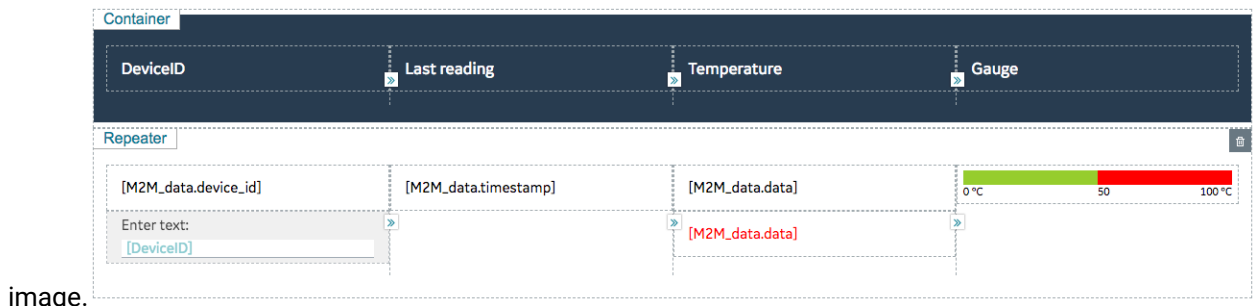 Container
DeviceID Last reading Temperature Gauge
Repeater
[M2M_data.device_id] [M2M_data.timestamp] [M2M_data.data]
0 °C 50 100 °C
Enter text:
[DeviceID]
[M2M_data.data]
image.